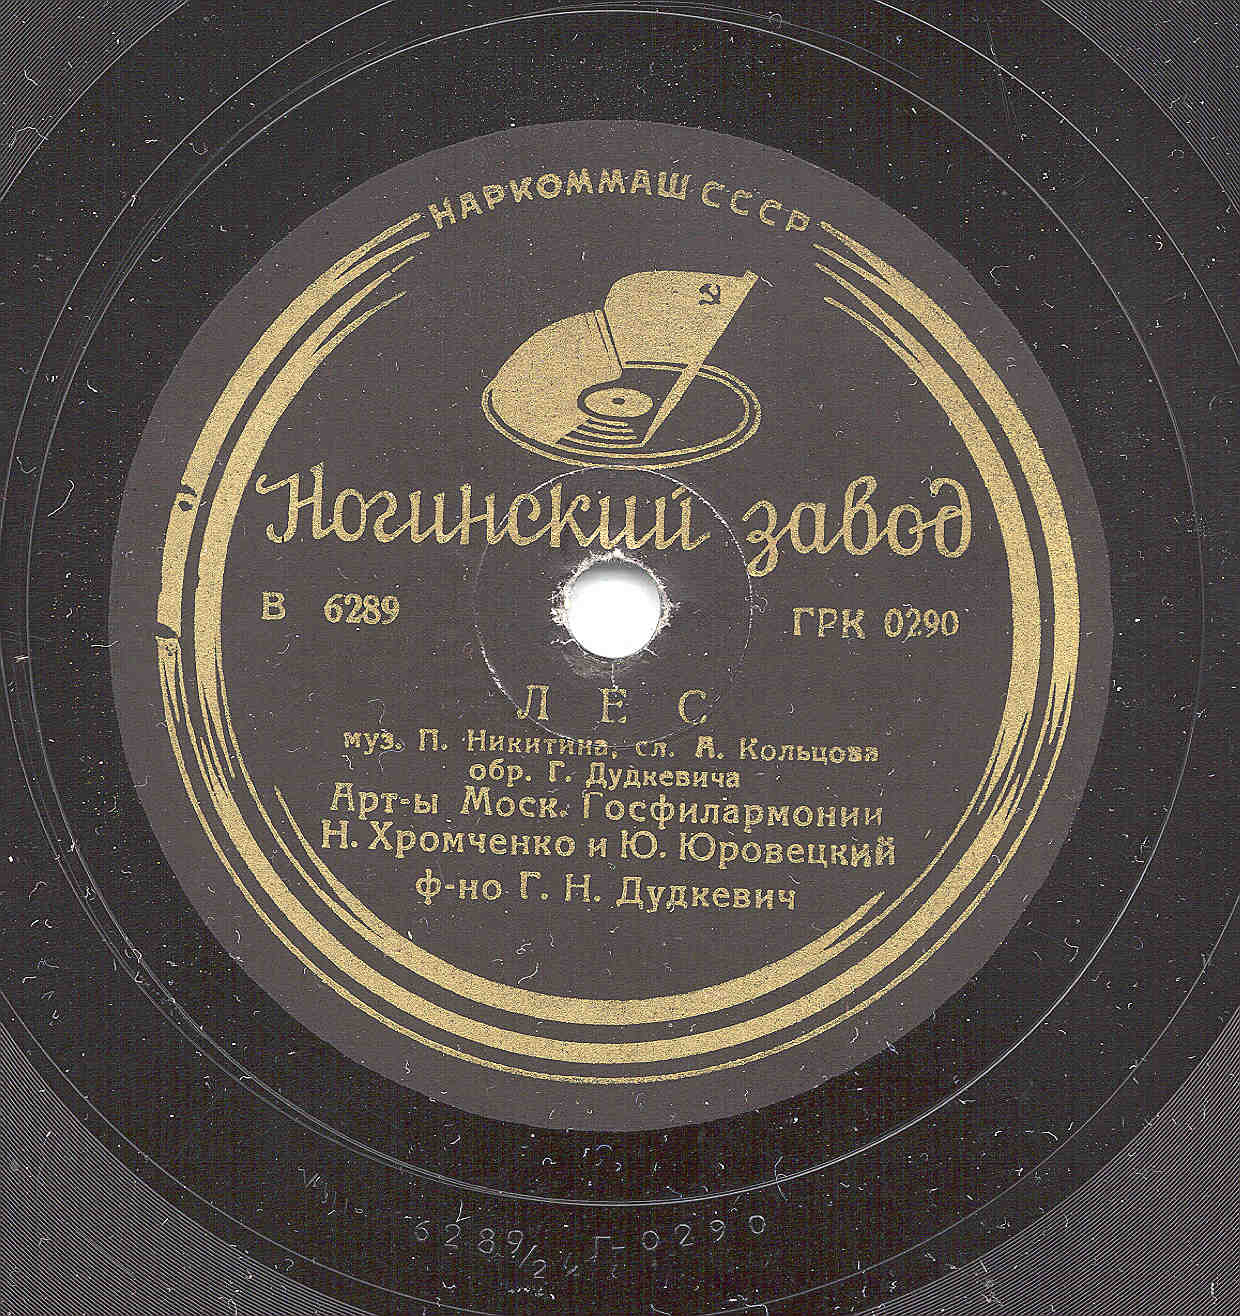 НАРКОММАШ СССР
Ногинский завод
В 6289 ГРК 0290
ЛЕС
муз. П. Никитина, сл. А. Кольцова
обр. Г. Дудкевича
Арт-ы Моск. Госфилармонии
Н. Хромченко и Ю. Юровецкий
ф-но Г. Н. Дудкевич
6289/2 Г-0290